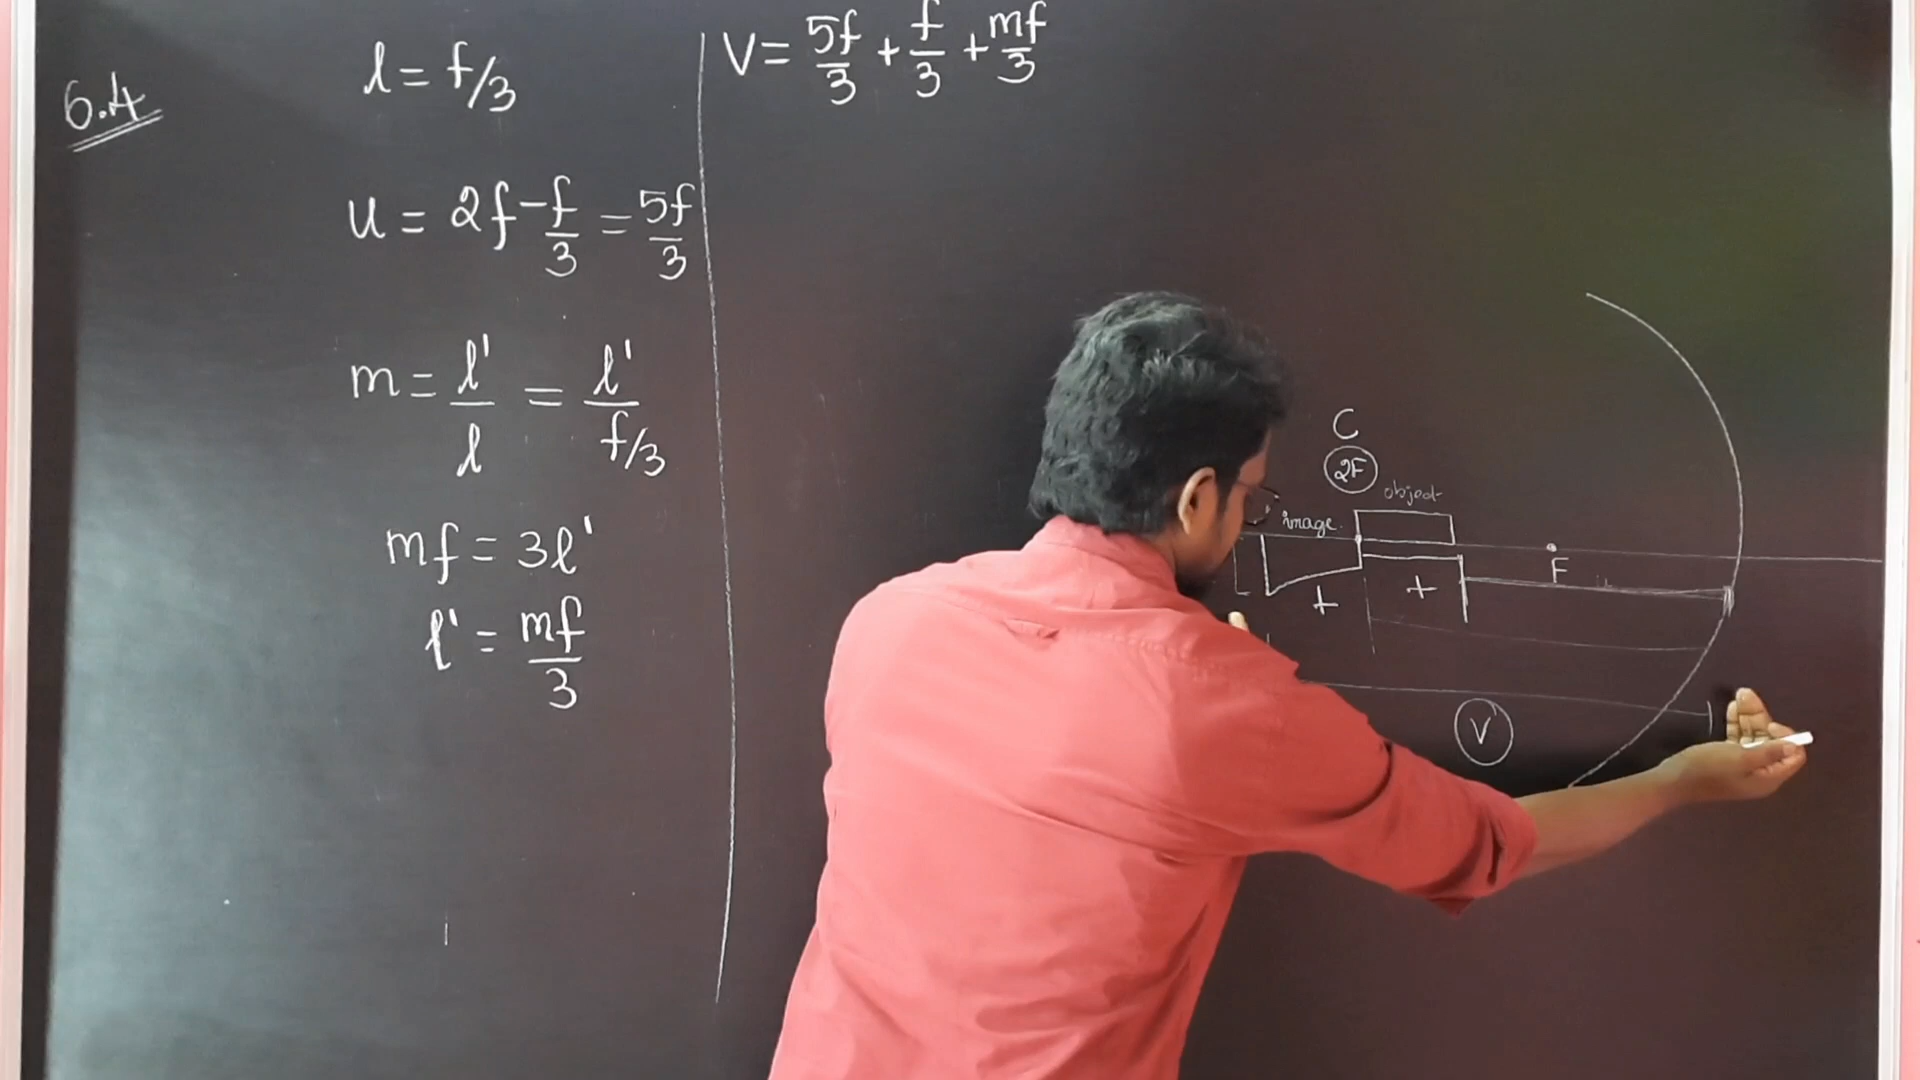 6.4
l = f/3
u = 2f - f/3 = 5f/3
m = l'/l = l'/f/3
mf = 3l'
l' = mf/3
V = 5f/3 + f/3 + mf/3
C
2F
object
image.
F
+ +
V